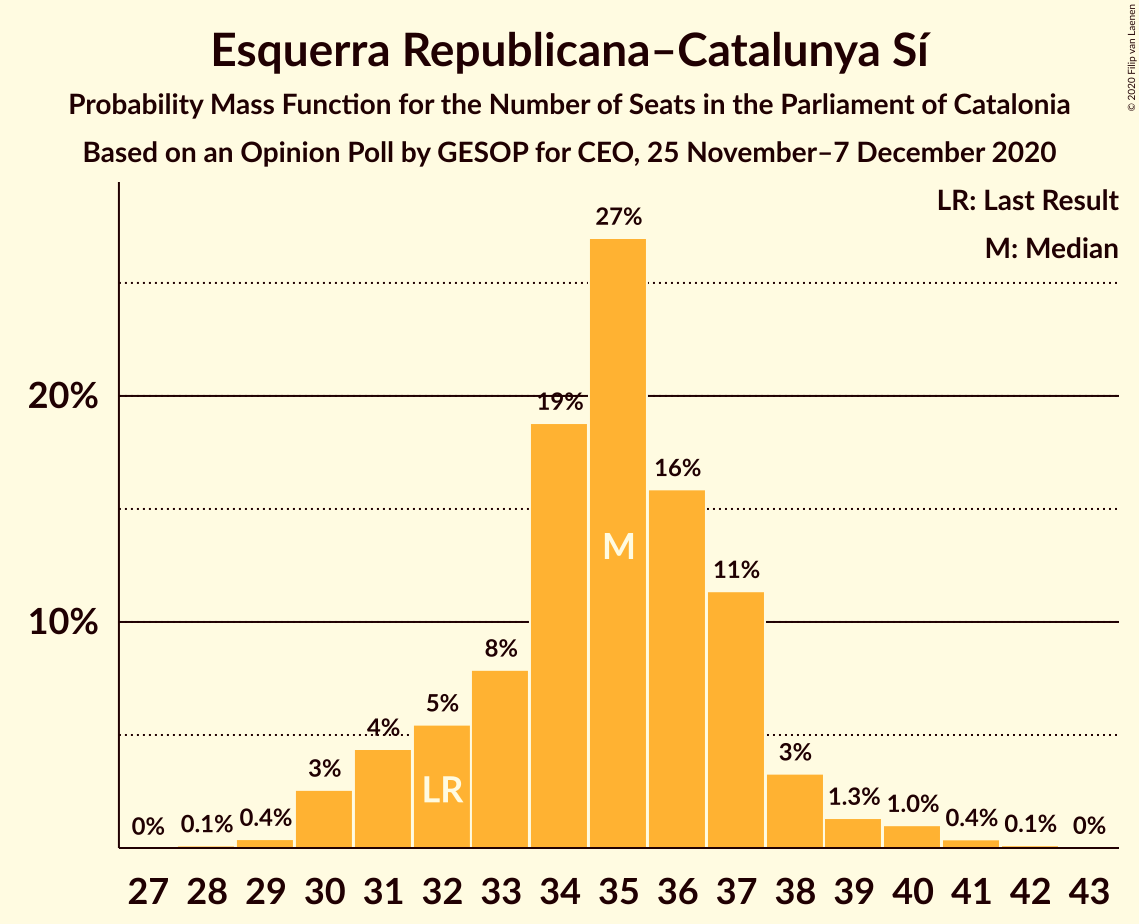 Esquerra Republicana–Catalunya Sí
Probability Mass Function for the Number of Seats in the Parliament of Catalonia
Based on an Opinion Poll by GESOP for CEO, 25 November–7 December 2020
© 2020 Filip van Laenen
LR: Last Result
M: Median
20%
10%
0%
0.1%
0.4%
3%
4%
5%
8%
19%
27%
16%
11%
3%
1.3%
1.0%
0.4%
0.1%
0%
LR
M
27 28 29 30 31 32 33 34 35 36 37 38 39 40 41 42 43